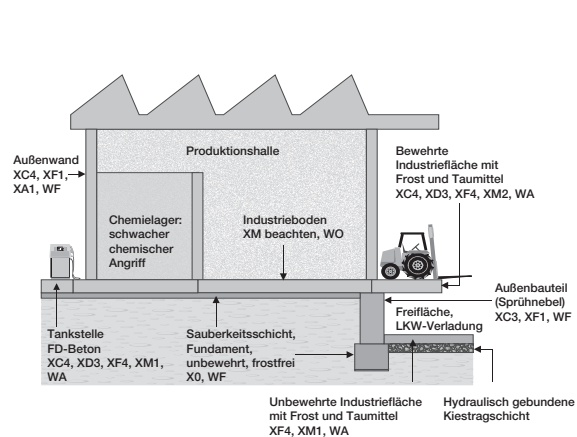 Produktionshalle
Außenwand
XC4, XF1,
XA1, WF
Chemielager:
schwacher
chemischer
Angriff
Industrieboden
XM beachten, WO
Bewehrte
Industriefläche mit
Frost und Taumittel
XC4, XD3, XF4, XM2, WA
Außenbauteil
(Sprühnebel)
XC3, XF1, WF
Freifläche,
LKW-Verladung
Tankstelle
FD-Beton
XC4, XD3, XF4, XM1,
WA
Sauberkeitsschicht,
Fundament,
unbewehrt, frostfrei
X0, WF
Unbewehrte Industriefläche
mit Frost und Taumittel
XF4, XM1, WA
Hydraulisch gebundene
Kiestragschicht